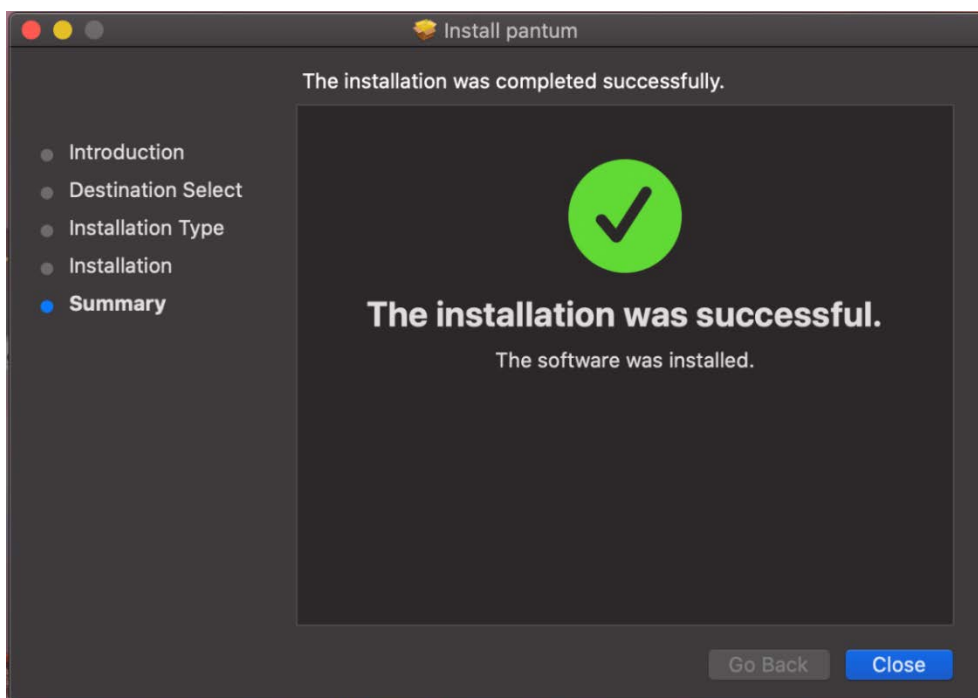 Install pantum
The installation was completed successfully.
Introduction
Destination Select
Installation Type
Installation
Summary
The installation was successful.
The software was installed.
Go Back
Close